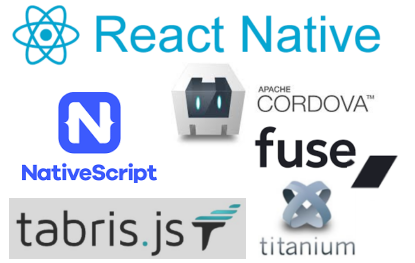 React Native
APACHE
CORDOVA™
NativeScript
fuse
tabris.js
titanium